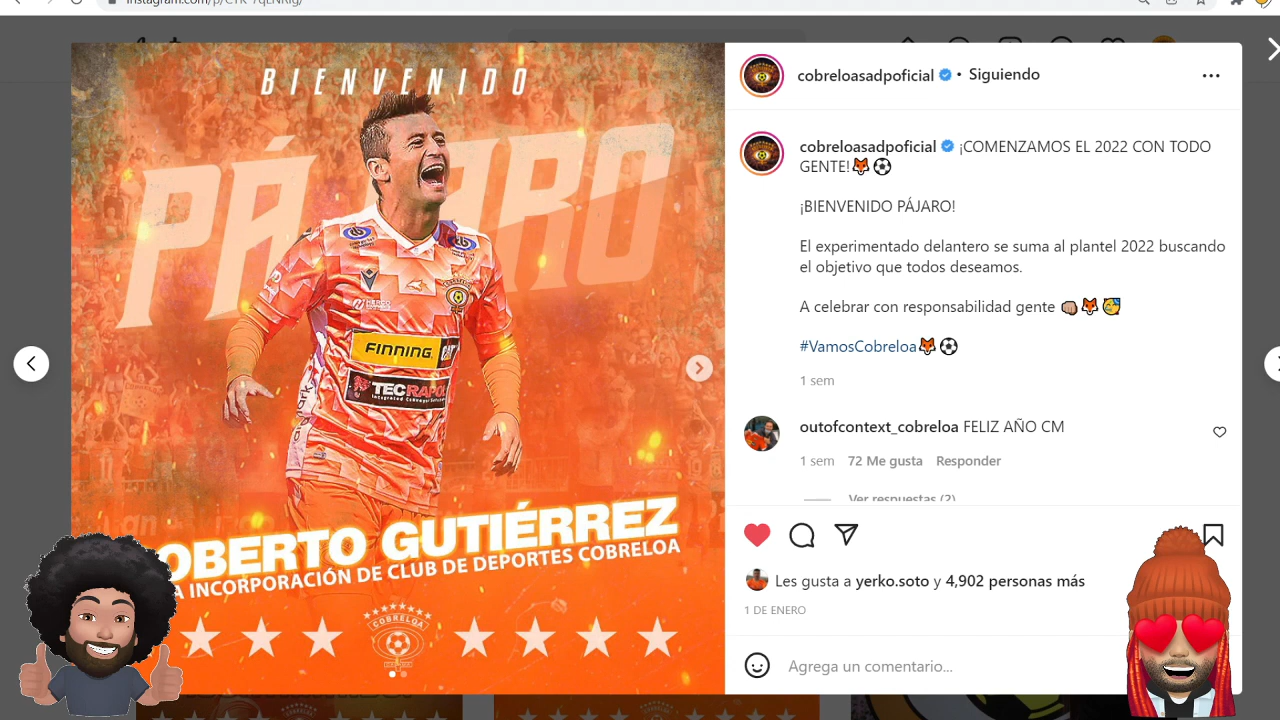 BIENVENIDO
PÁJARO
FINNING
CAT
TECRAPOL
OBERTO GUTIÉRREZ
A INCORPORACIÓN DE CLUB DE DEPORTES COBRELOA
COBRELOA
cobreloasadpoficial • Siguiendo
cobreloasadpoficial ¡COMENZAMOS EL 2022 CON TODO
GENTE!🦊⚽
¡BIENVENIDO PÁJARO!
El experimentado delantero se suma al plantel 2022 buscando
el objetivo que todos deseamos.
A celebrar con responsabilidad gente 👊🏼🦊🥳
#VamosCobreloa🦊⚽
1 sem
outofcontext_cobreloa FELIZ AÑO CM
1 sem 72 Me gusta Responder
Ver respuestas (2)
Les gusta a yerko.soto y 4,902 personas más
1 DE ENERO
Agrega un comentario...